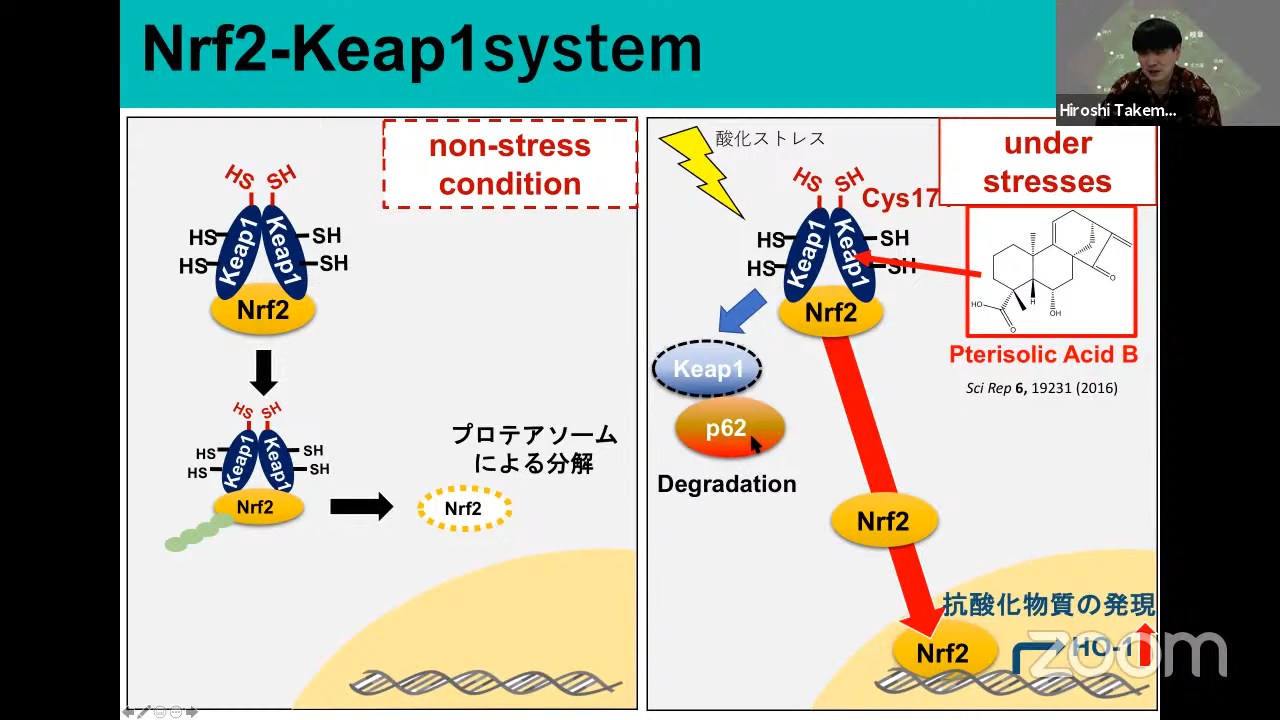 Nrf2-Keap1system
Hiroshi Takem...
non-stress
condition
HS SH
HS Keap1 Keap1 SH
HS SH
Nrf2
HS SH
HS Keap1 Keap1 SH
HS SH
Nrf2
プロテアソーム
による分解
Nrf2
酸化ストレス
under
stresses
HS SH
Cys17
HS Keap1 Keap1 SH
HS SH
Nrf2
HO
O
H
OH
O
Pterisolic Acid B
Sci Rep 6, 19231 (2016)
Keap1
p62
Degradation
Nrf2
抗酸化物質の発現
Nrf2
HO-1
zoom